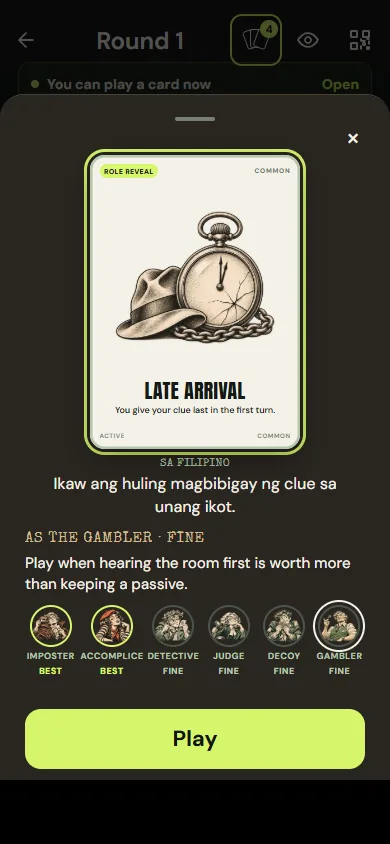 Round 1
4
You can play a card now
Open
×
ROLE REVEAL
COMMON
LATE ARRIVAL
You give your clue last in the first turn.
ACTIVE
COMMON
SA FILIPINO
Ikaw ang huling magbibigay ng clue sa
unang ikot.
AS THE GAMBLER · FINE
Play when hearing the room first is worth more
than keeping a passive.
IMPOSTER ACCOMPLICE DETECTIVE JUDGE DECOY GAMBLER
BEST BEST FINE FINE FINE FINE
Play